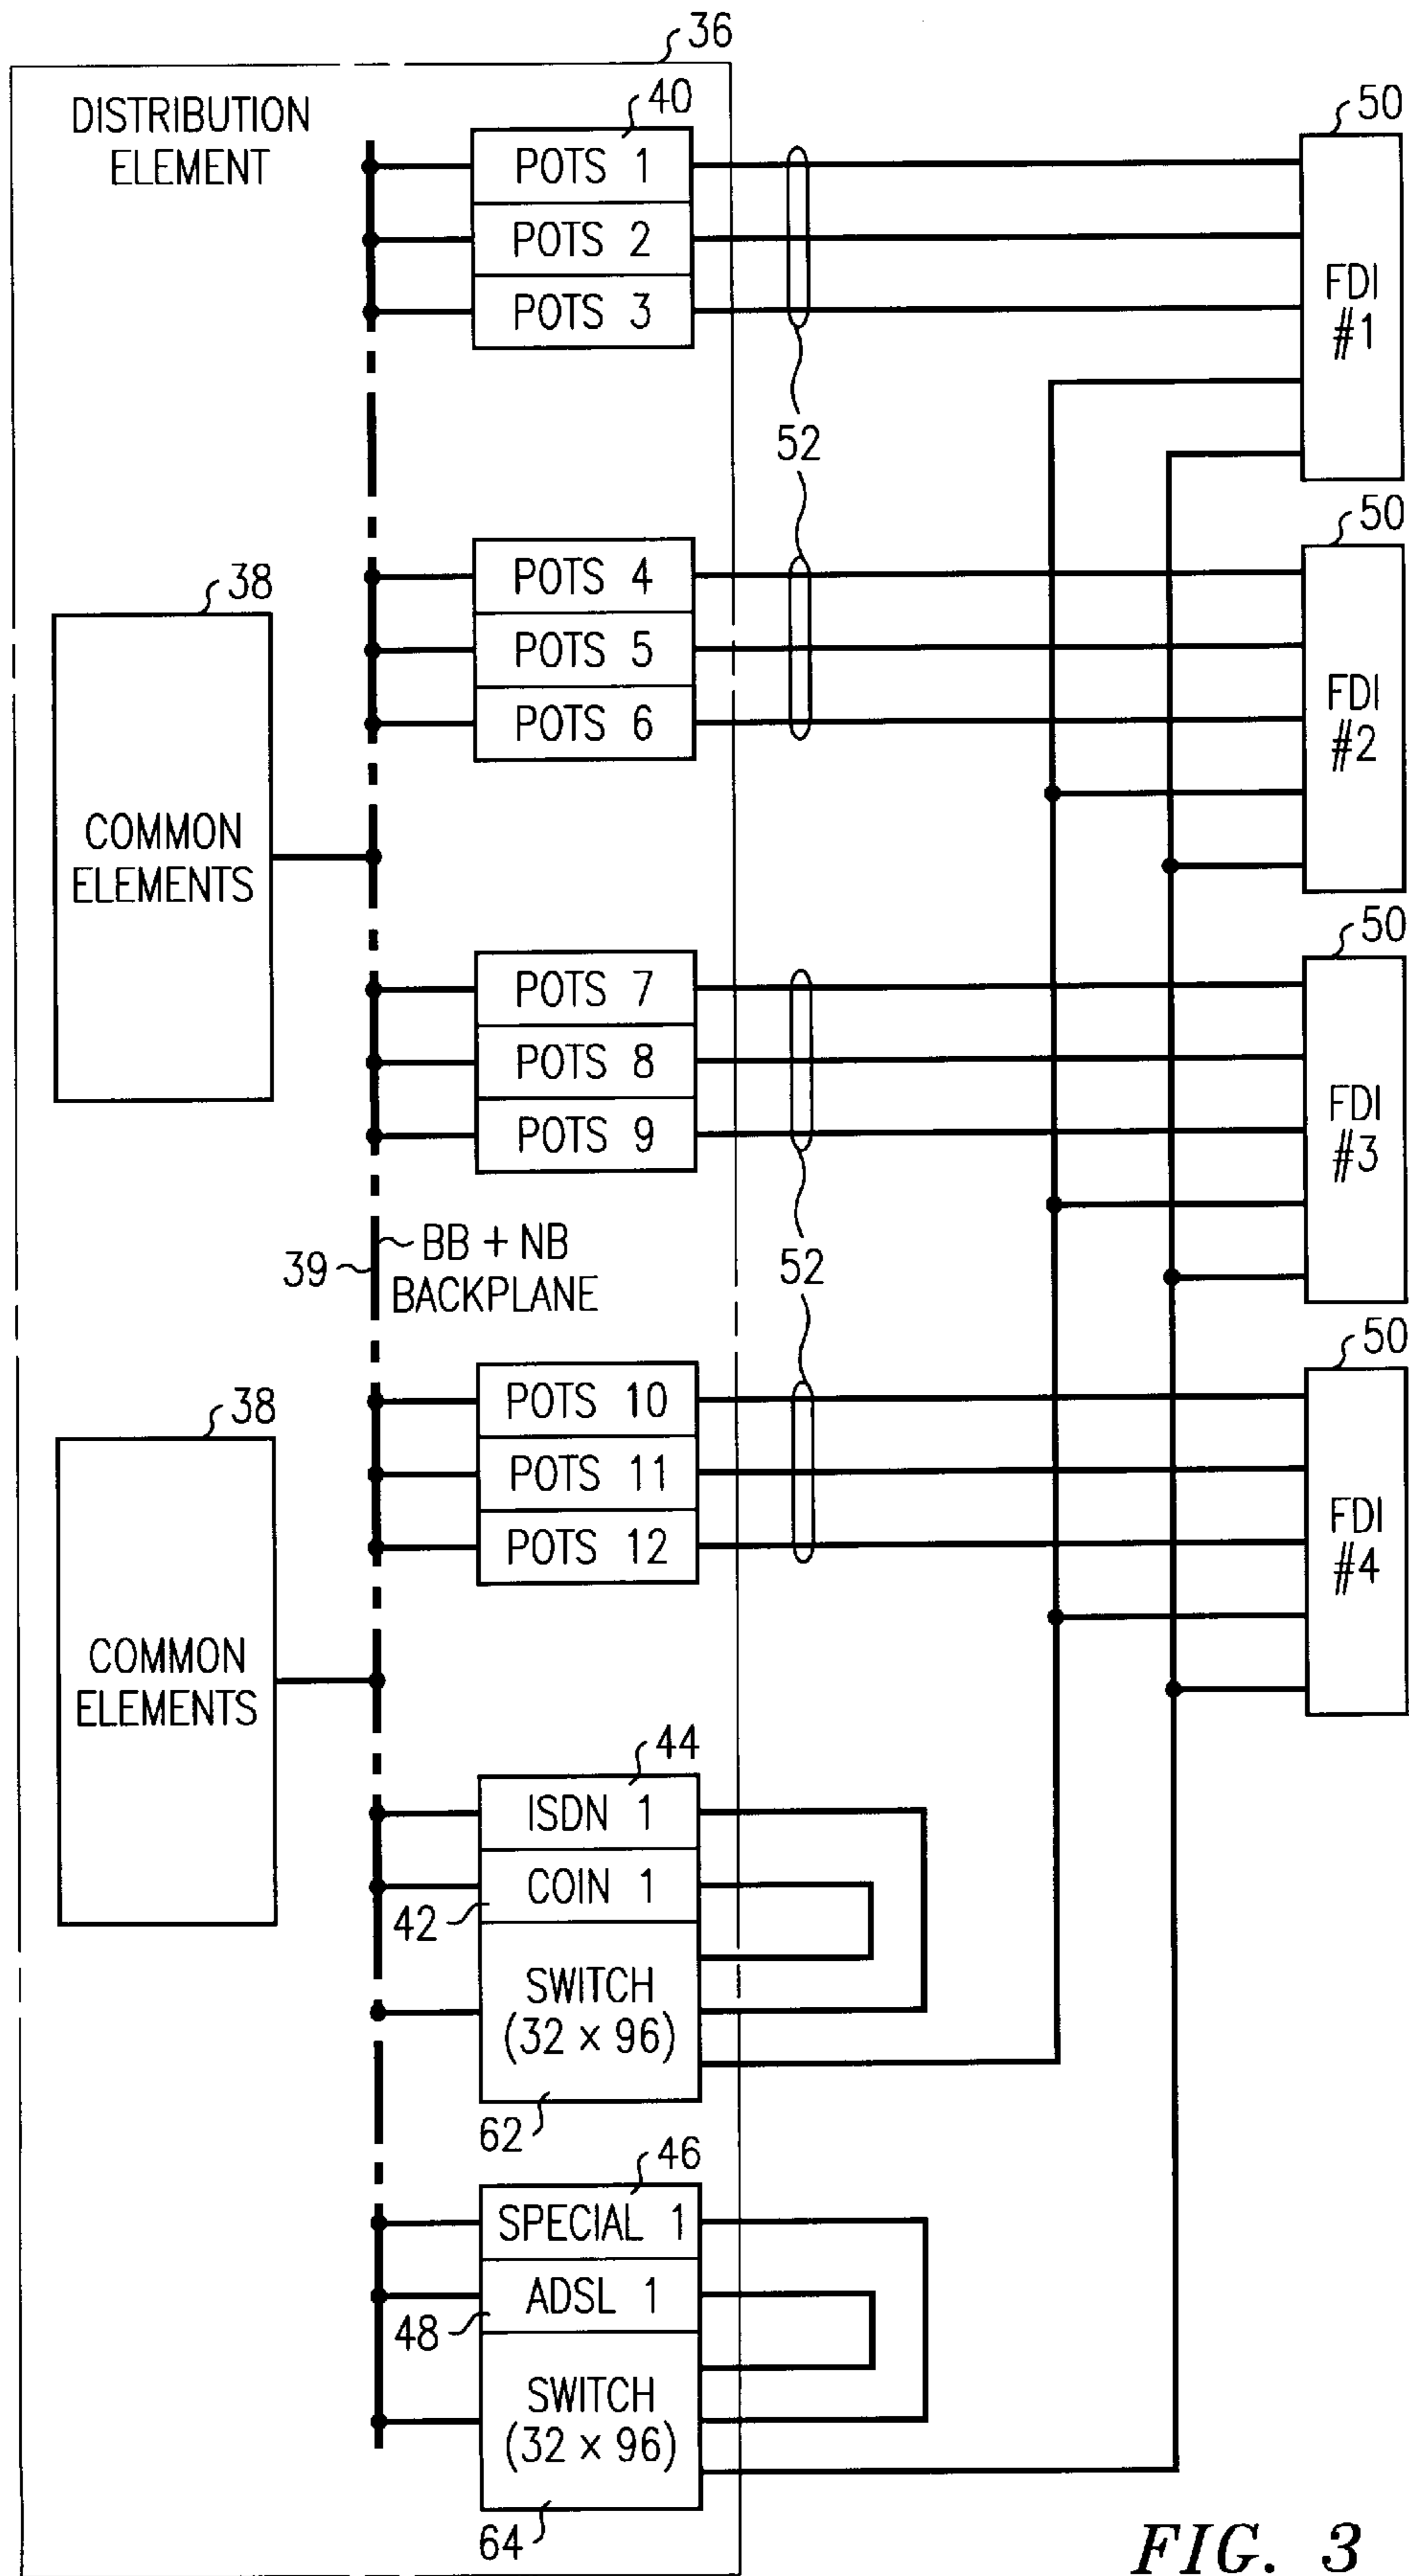 36
DISTRIBUTION
ELEMENT
40
POTS 1
POTS 2
POTS 3
52
50
FDI
#1
POTS 4
POTS 5
POTS 6
50
FDI
#2
38
COMMON
ELEMENTS
POTS 7
POTS 8
POTS 9
50
FDI
#3
39
BB + NB
BACKPLANE
52
POTS 10
POTS 11
POTS 12
50
FDI
#4
38
COMMON
ELEMENTS
44
ISDN 1
COIN 1
42
SWITCH
(32 × 96)
62
46
SPECIAL 1
ADSL 1
48
SWITCH
(32 × 96)
64
FIG. 3